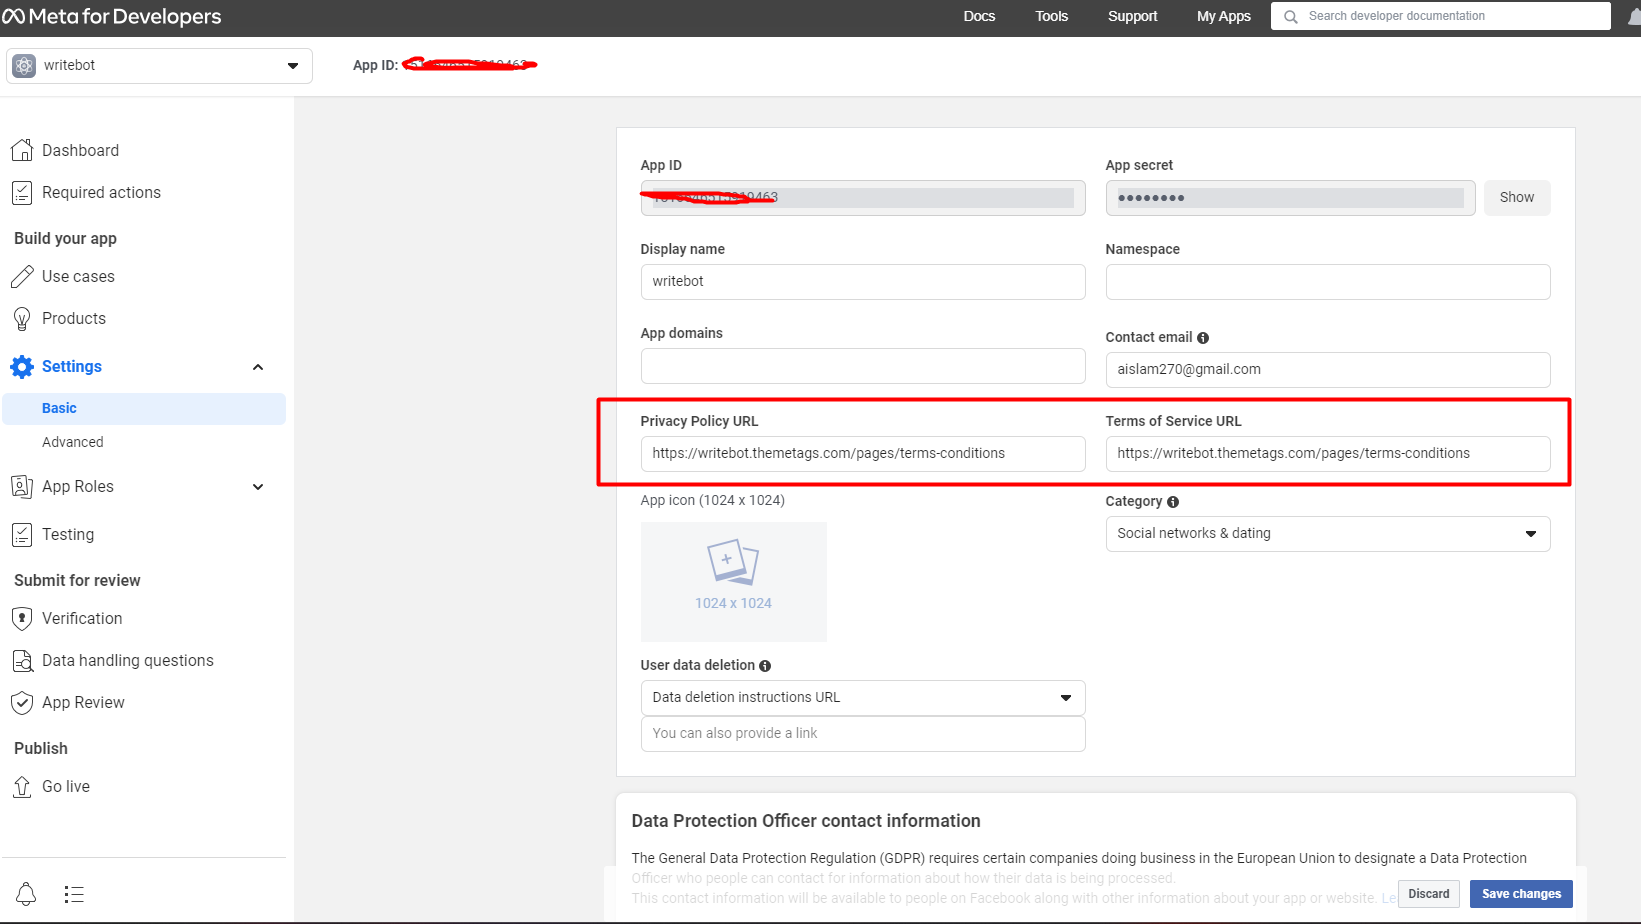 Meta for Developers
Docs
Tools
Support
My Apps
Search developer documentation
writebot
App ID:
Dashboard
Required actions
Build your app
Use cases
Products
Settings
Basic
Advanced
App Roles
Testing
Submit for review
Verification
Data handling questions
App Review
Publish
Go live
App ID
App secret
Show
Display name
writebot
Namespace
App domains
Contact email
aislam270@gmail.com
Privacy Policy URL
https://writebot.themetags.com/pages/terms-conditions
Terms of Service URL
https://writebot.themetags.com/pages/terms-conditions
App icon (1024 x 1024)
1024 x 1024
Category
Social networks & dating
User data deletion
Data deletion instructions URL
You can also provide a link
Data Protection Officer contact information
The General Data Protection Regulation (GDPR) requires certain companies doing business in the European Union to designate a Data Protection
Officer who people can contact for information about how their data is being processed.
This contact information will be available to people on Facebook along with other information about your app or website.
Discard
Save changes